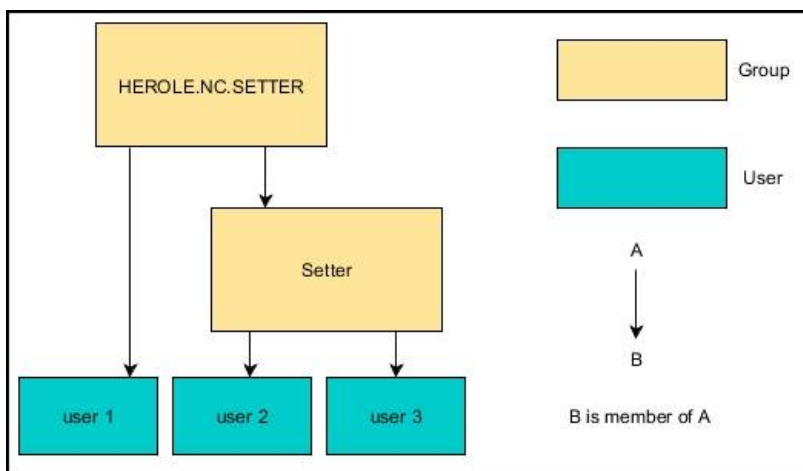 HEROLE.NC.SETTER
Group
User
Setter
A
B
user 1
user 2
user 3
B is member of A